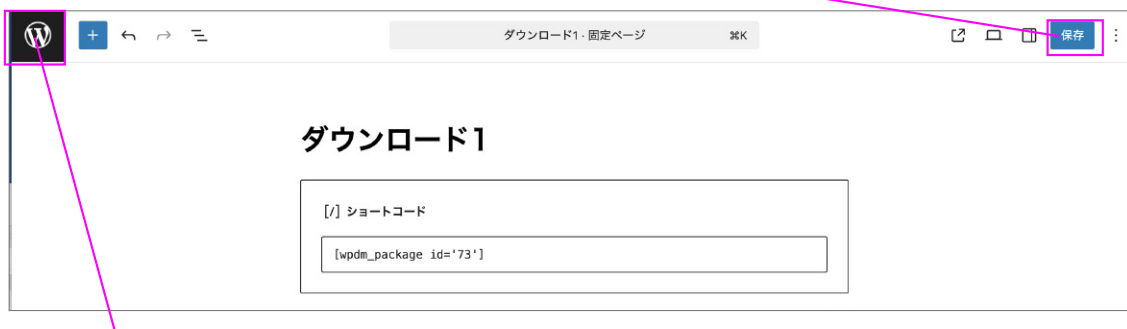 ダウンロード1 · 固定ページ ⌘K 保存
ダウンロード1
[/] ショートコード
[wpdm_package id='73']